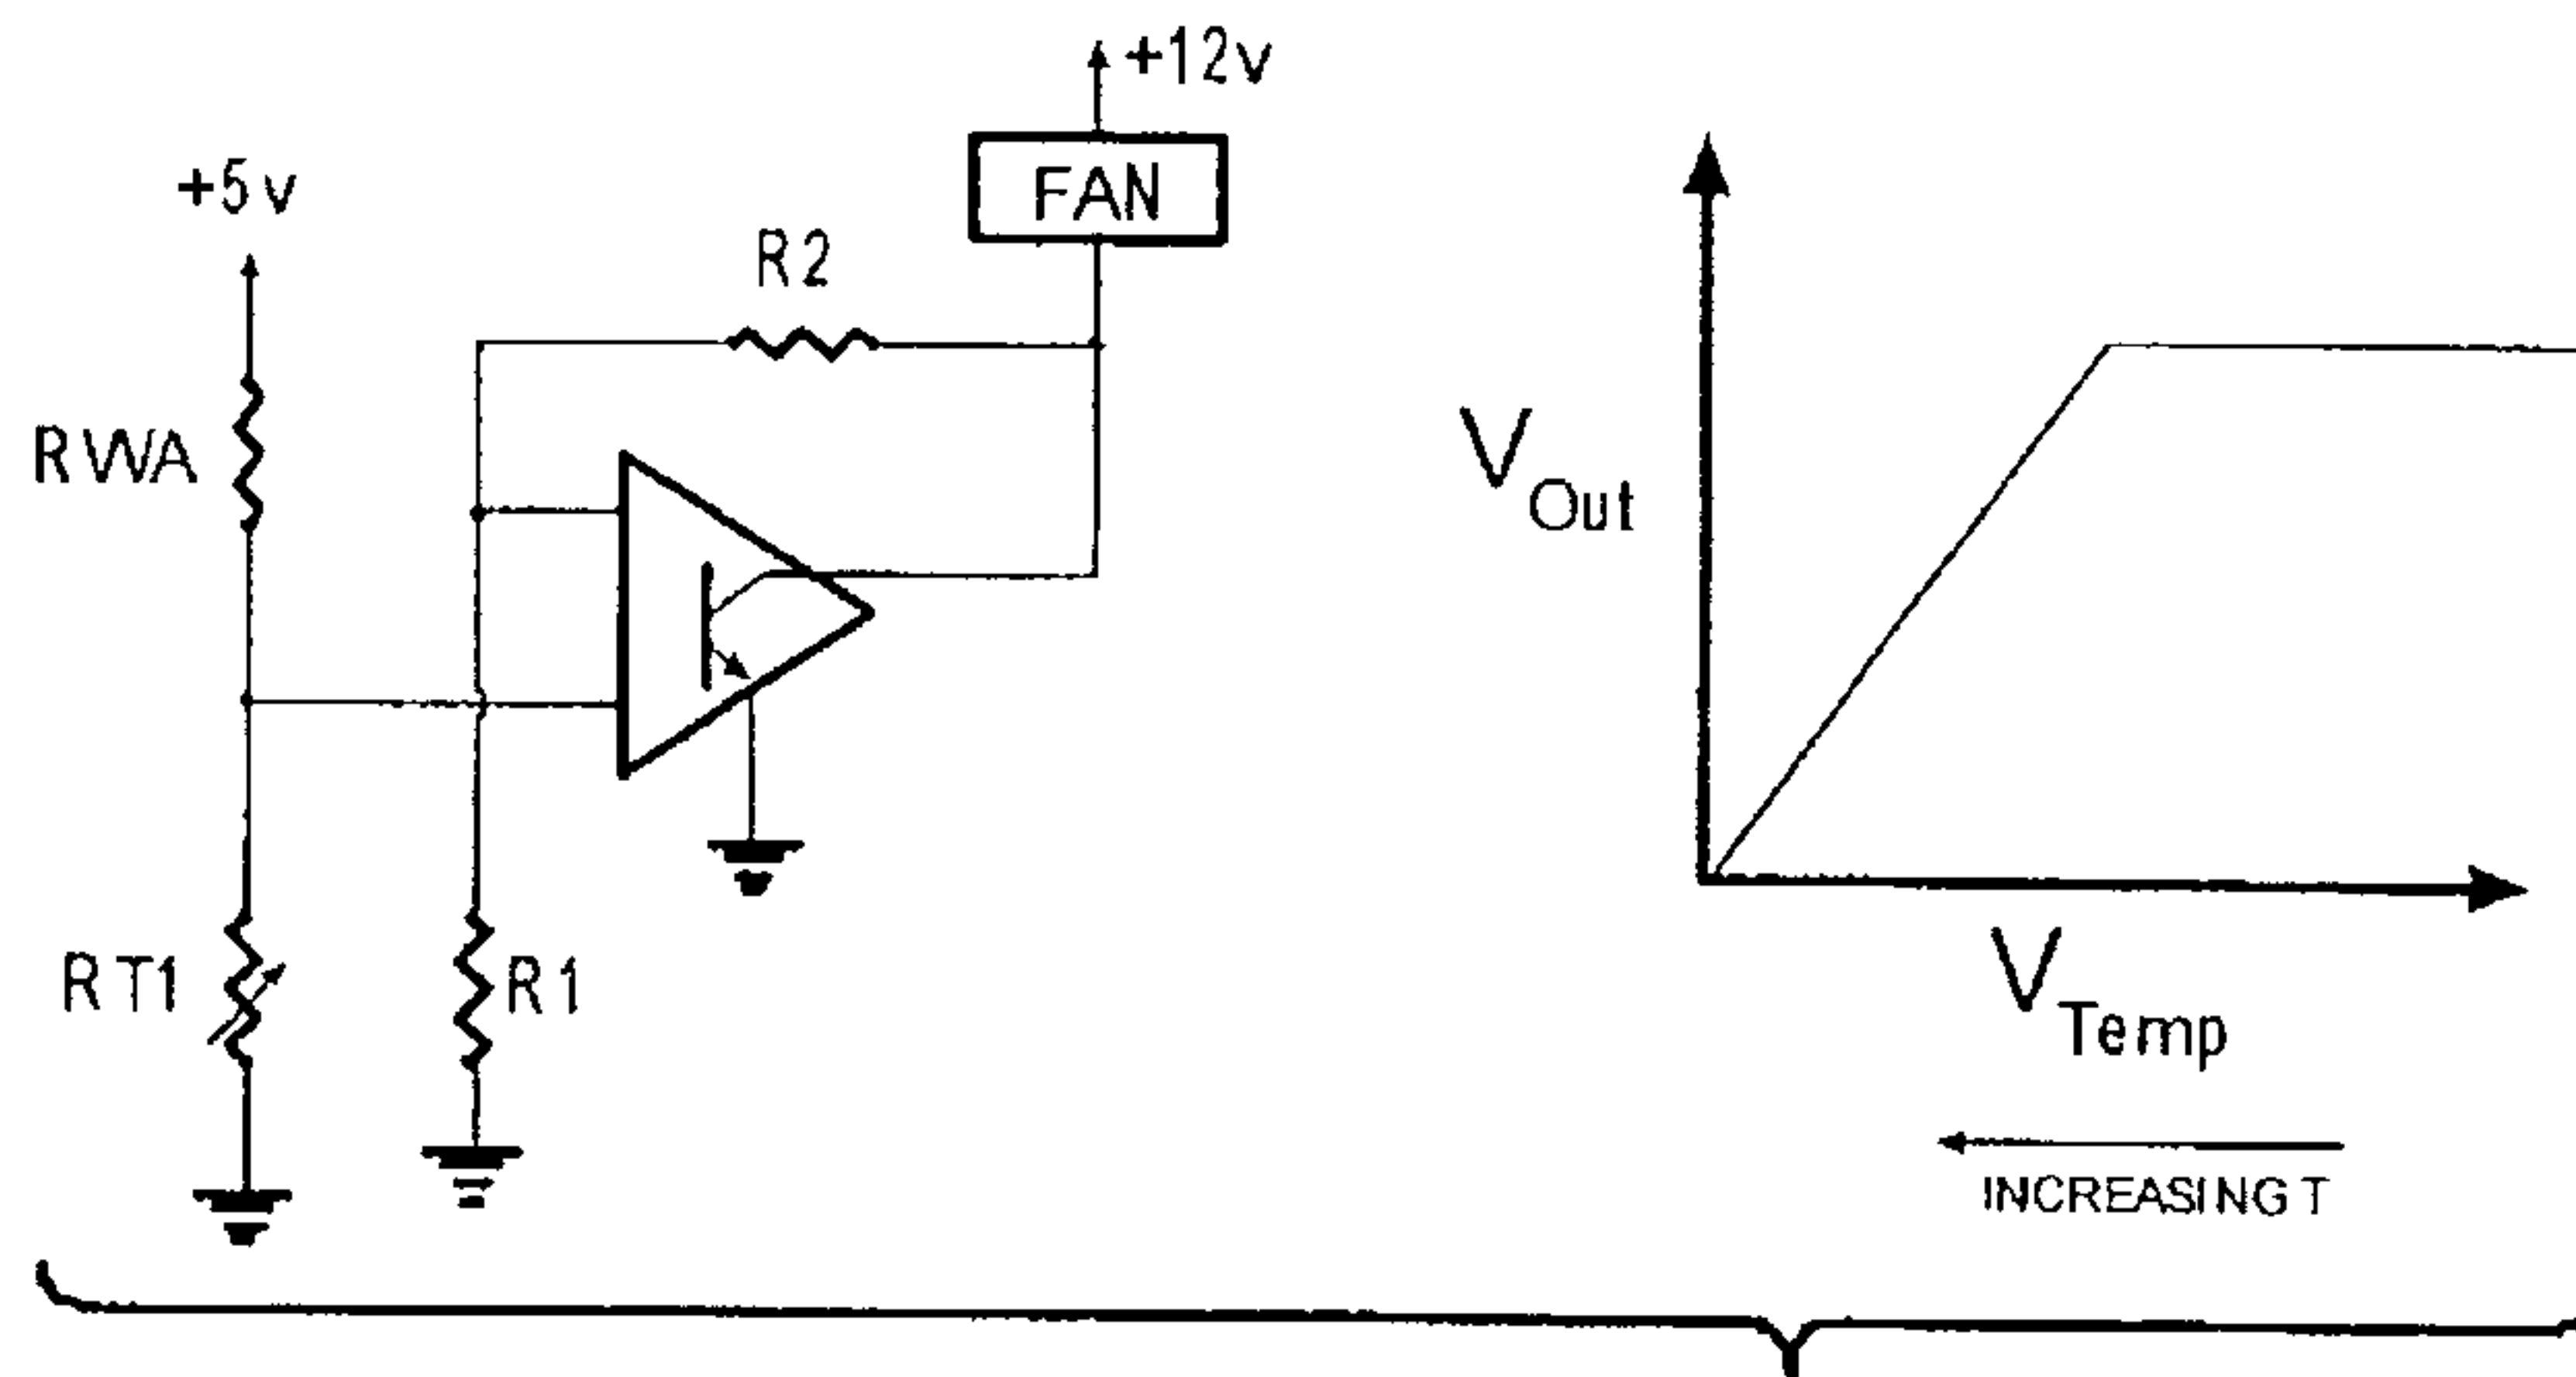 +12v
FAN
+5v
R2
RWA
RT1
R1
VOut
VTemp
INCREASING T